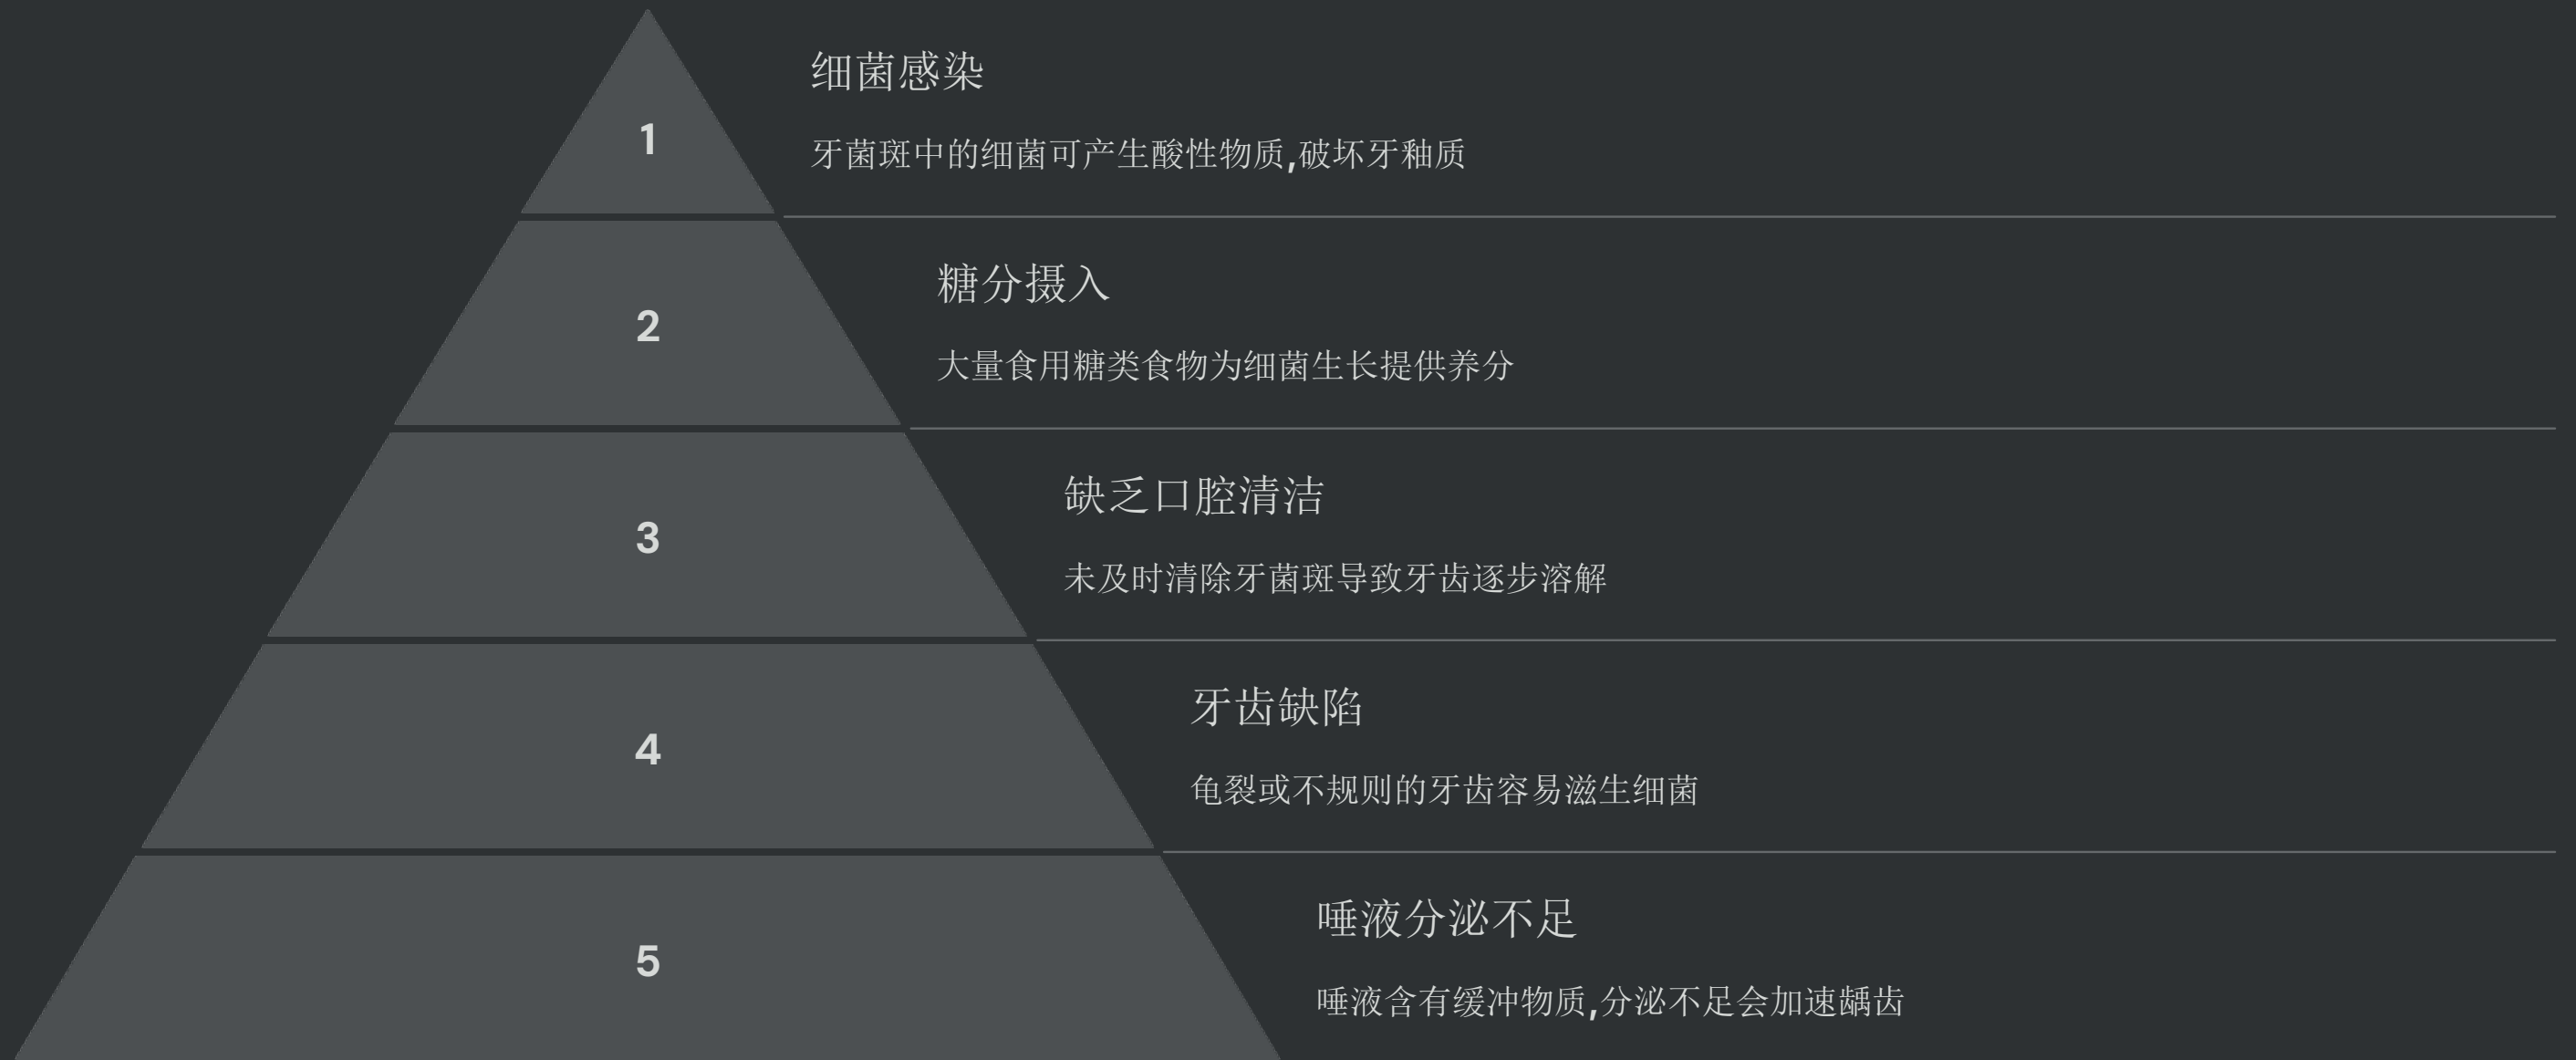 1
细菌感染
牙菌斑中的细菌可产生酸性物质,破坏牙釉质
2
糖分摄入
大量食用糖类食物为细菌生长提供养分
3
缺乏口腔清洁
未及时清除牙菌斑导致牙齿逐步溶解
4
牙齿缺陷
龟裂或不规则的牙齿容易滋生细菌
5
唾液分泌不足
唾液含有缓冲物质,分泌不足会加速龋齿